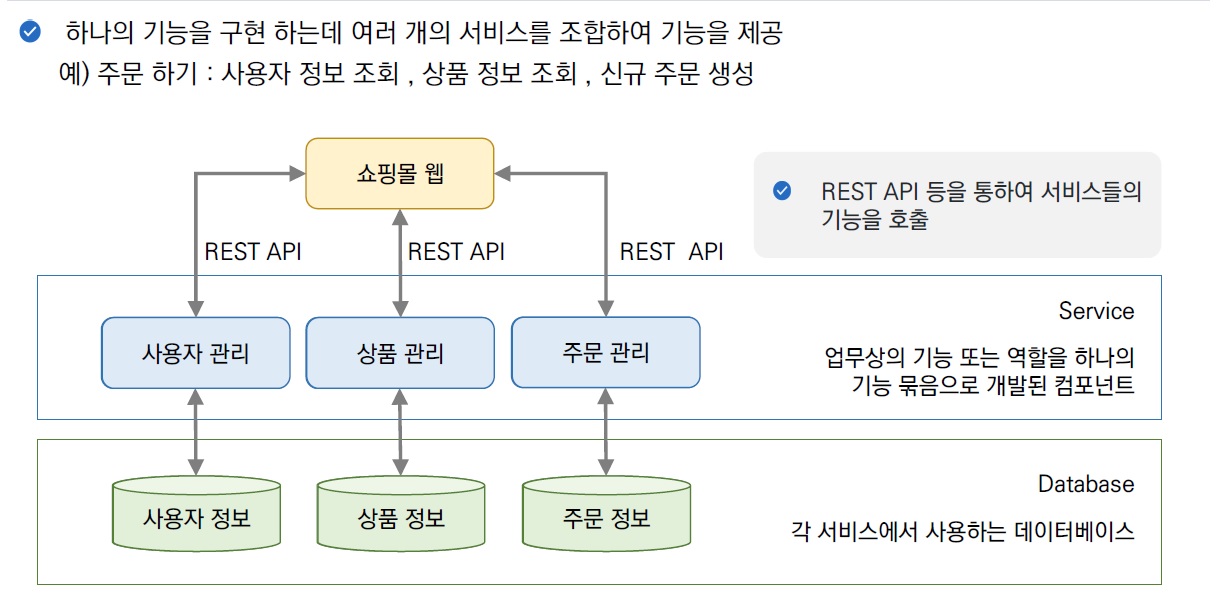 하나의 기능을 구현 하는데 여러 개의 서비스를 조합하여 기능을 제공
예) 주문 하기 : 사용자 정보 조회 , 상품 정보 조회 , 신규 주문 생성
쇼핑몰 웹
REST API 등을 통하여 서비스들의
기능을 호출
REST API
REST API
REST API
Service
사용자 관리
상품 관리
주문 관리
업무상의 기능 또는 역할을 하나의
기능 묶음으로 개발된 컴포넌트
Database
사용자 정보
상품 정보
주문 정보
각 서비스에서 사용하는 데이터베이스